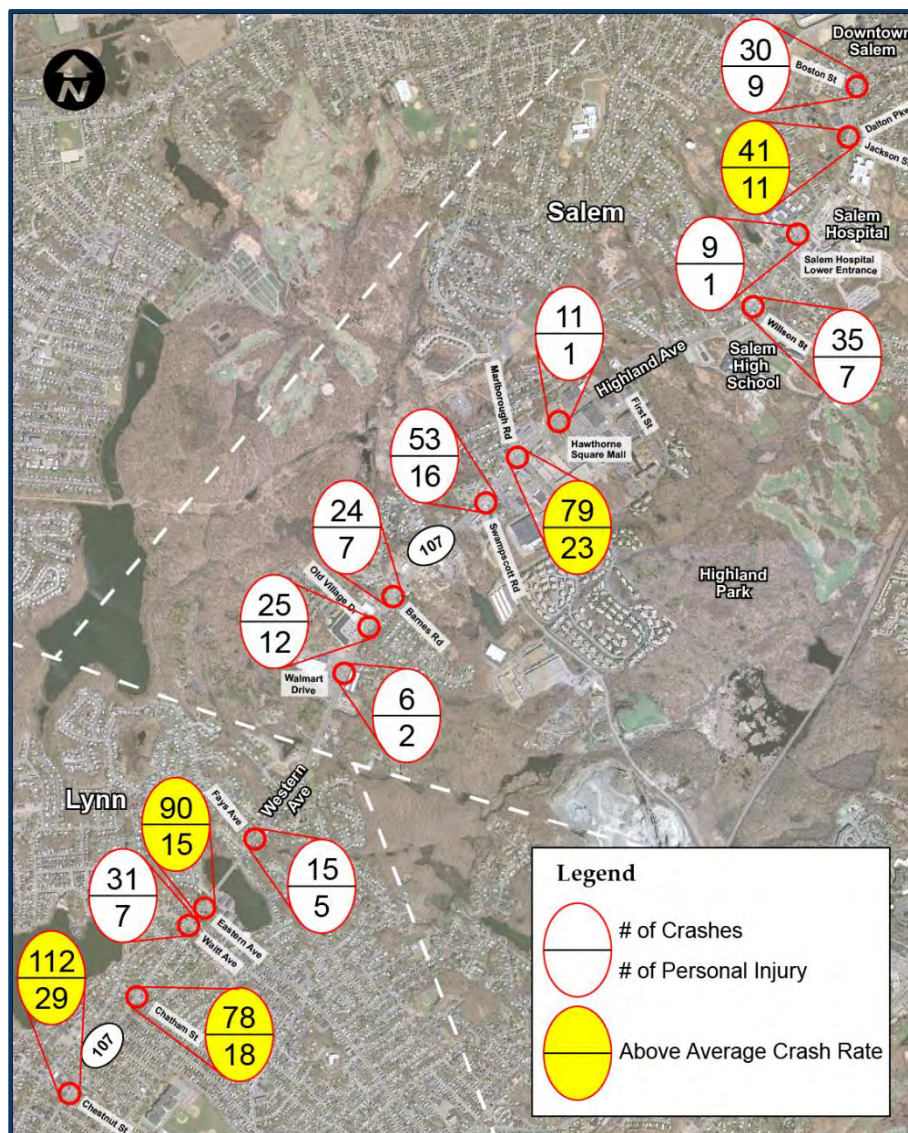 N
Downtown
Salem
30
9
Boston St
Dalton Pkw
Jackson St
41
11
Salem
Salem
Hospital
9
1
Salem Hospital
Lower Entrance
Willson St
35
7
Salem
High
School
11
1
Highland Ave
Marlborough Rd
First St
Hawthorne
Square Mall
53
16
79
23
Swampscott Rd
24
7
107
Highland
Park
Old Village Dr
Barnes Rd
25
12
Walmart
Drive
6
2
Lynn
Western
Ave
Fays Ave
90
15
15
5
31
7
Eastern Ave
Waitt Ave
112
29
Chatham St
78
18
107
Chestnut St
Legend
# of Crashes
# of Personal Injury
Above Average Crash Rate